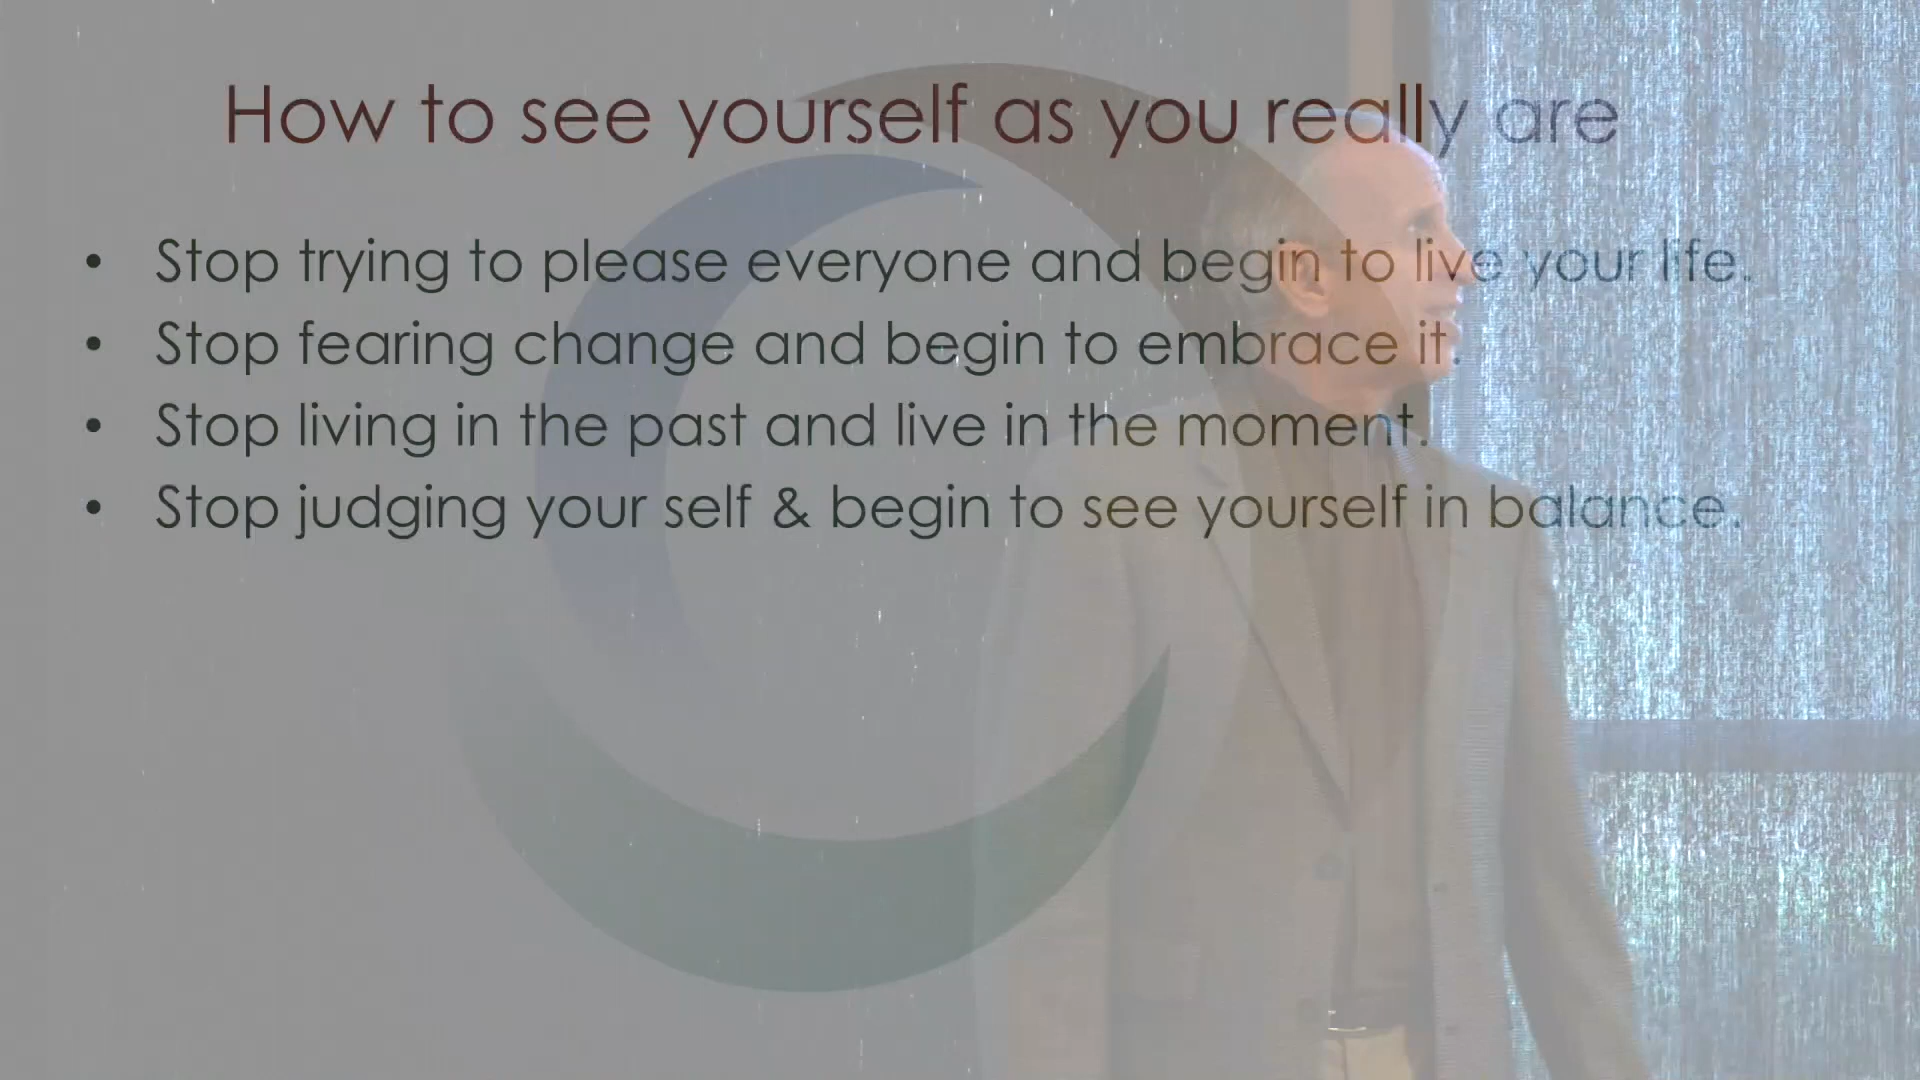 How to see yourself as you really are
• Stop trying to please everyone and begin to live your life.
• Stop fearing change and begin to embrace it.
• Stop living in the past and live in the moment.
• Stop judging your self & begin to see yourself in balance.